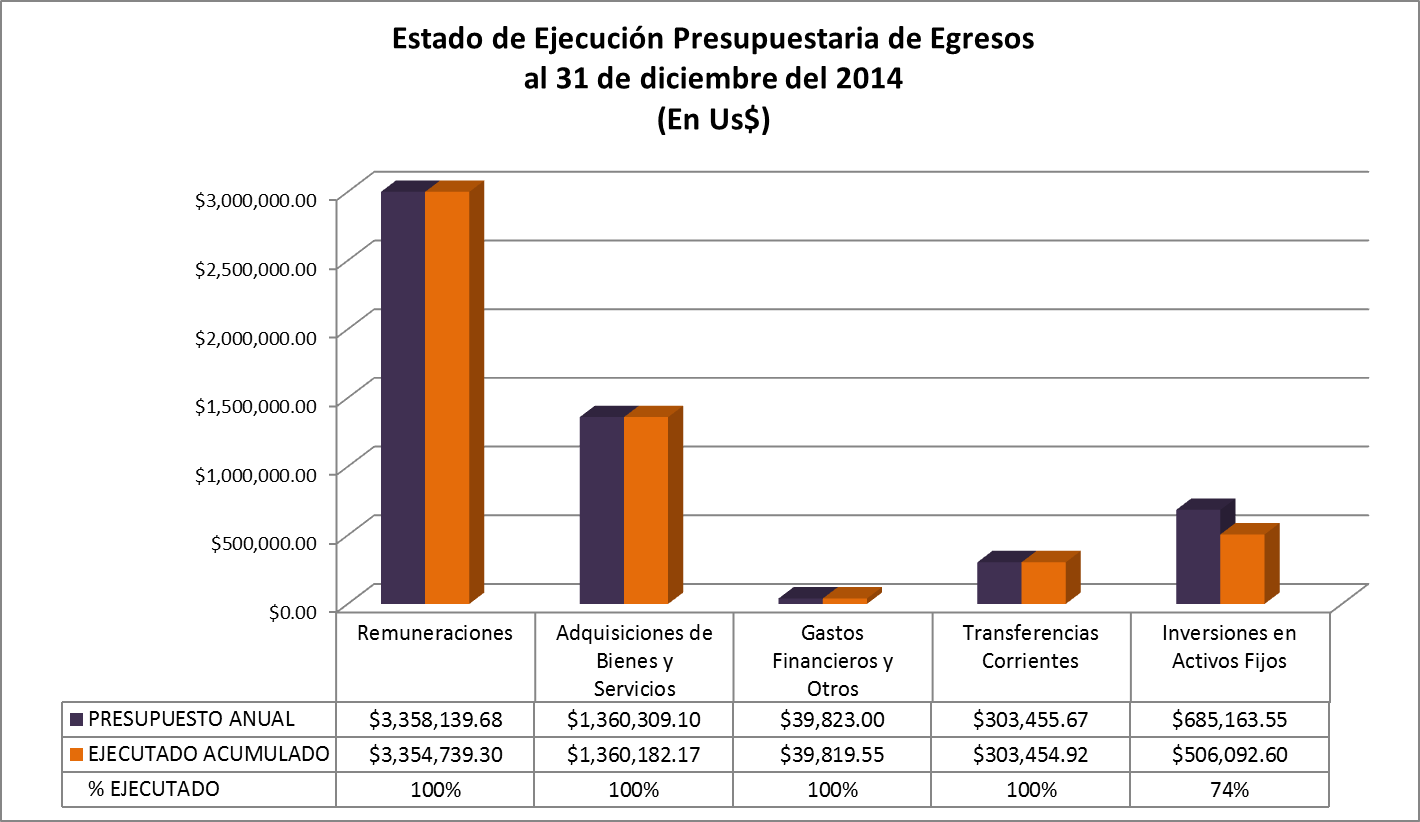 Estado de Ejecución Presupuestaria de Egresos
al 31 de diciembre del 2014
(En Us$)
$3,000,000.00
$2,500,000.00
$2,000,000.00
$1,500,000.00
$1,000,000.00
$500,000.00
$0.00
Remuneraciones
Adquisiciones de
Bienes y
Servicios
Gastos
Financieros y
Otros
Transferencias
Corrientes
Inversiones en
Activos Fijos
PRESUPUESTO ANUAL $3,358,139.68 $1,360,309.10 $39,823.00 $303,455.67 $685,163.55
EJECUTADO ACUMULADO $3,354,739.30 $1,360,182.17 $39,819.55 $303,454.92 $506,092.60
% EJECUTADO 100% 100% 100% 100% 74%